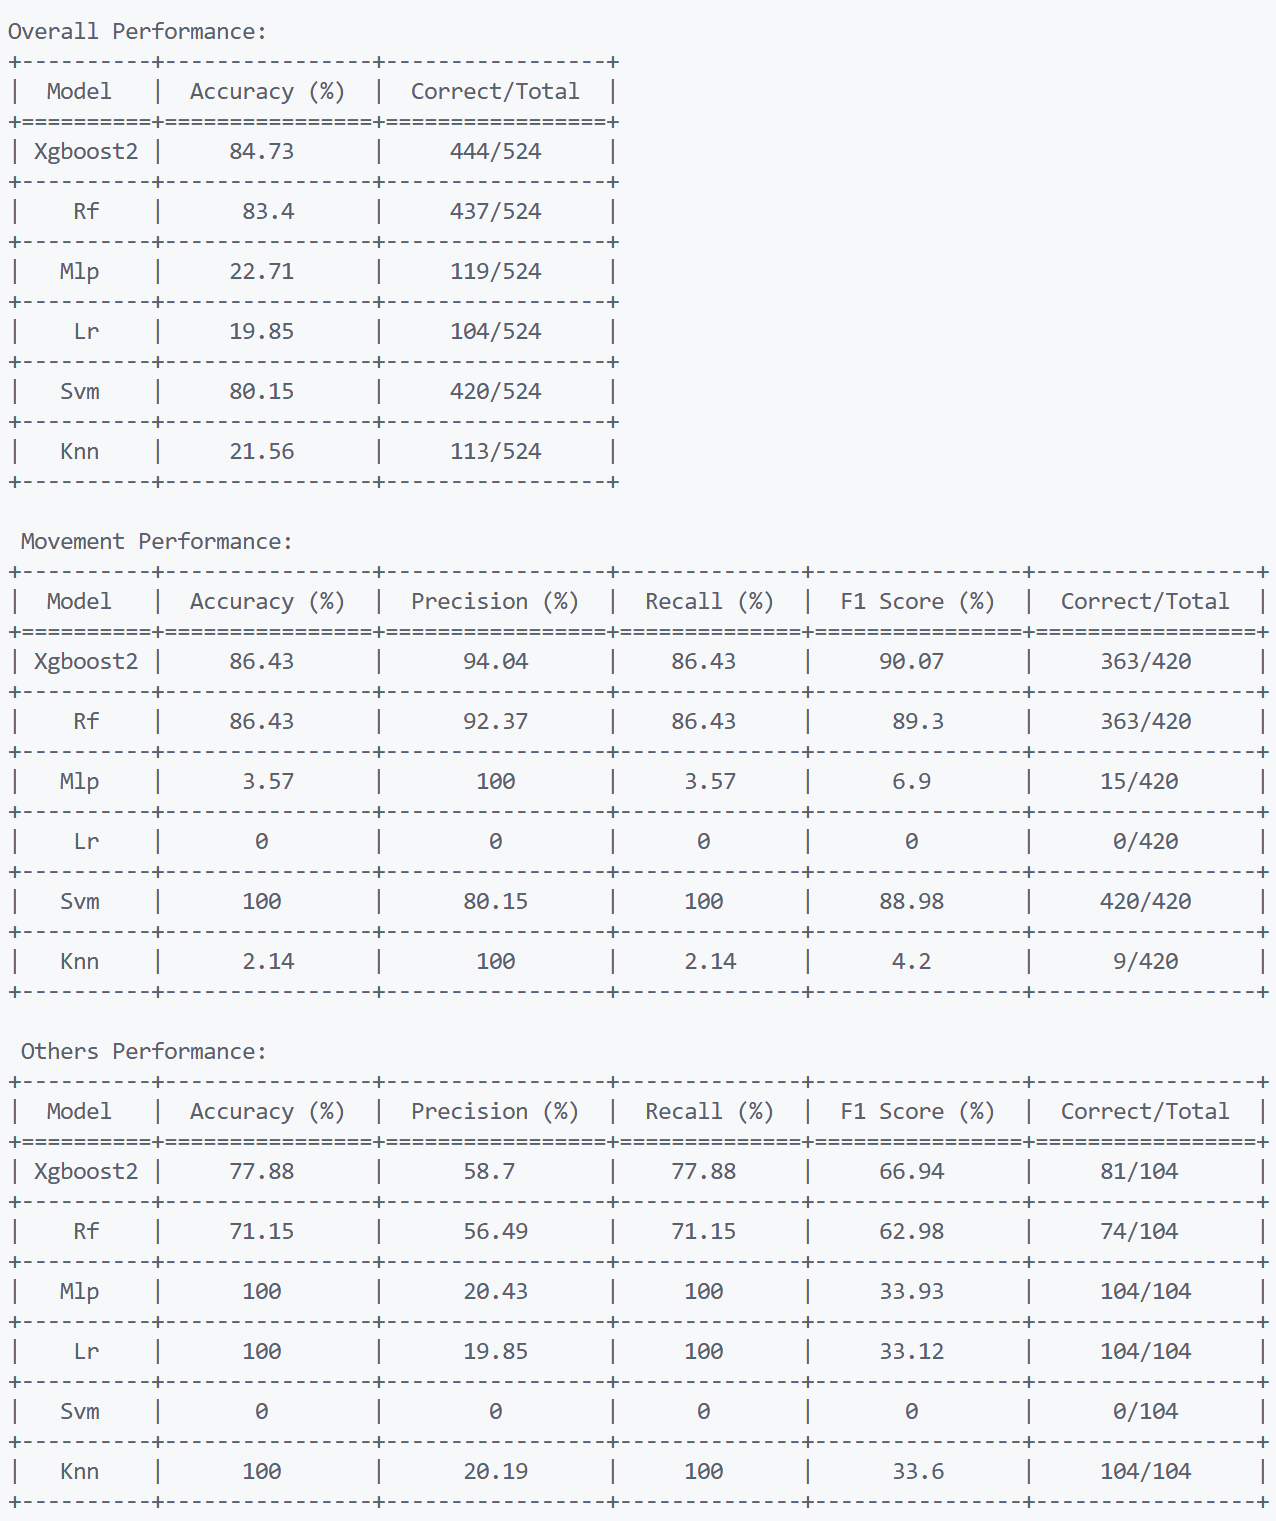 Overall Performance:
+----------+----------------+-----------------+
|  Model   |  Accuracy (%)  |  Correct/Total  |
+==========+================+=================+
| Xgboost2 |     84.73      |     444/524     |
+----------+----------------+-----------------+
|    Rf    |      83.4      |     437/524     |
+----------+----------------+-----------------+
|   Mlp    |     22.71      |     119/524     |
+----------+----------------+-----------------+
|    Lr    |     19.85      |     104/524     |
+----------+----------------+-----------------+
|   Svm    |     80.15      |     420/524     |
+----------+----------------+-----------------+
|   Knn    |     21.56      |     113/524     |
+----------+----------------+-----------------+

 Movement Performance:
+----------+----------------+-----------------+--------------+----------------+-----------------+
|  Model   |  Accuracy (%)  |  Precision (%)  |  Recall (%)  |  F1 Score (%)  |  Correct/Total  |
+==========+================+=================+==============+================+=================+
| Xgboost2 |     86.43      |      94.04      |    86.43     |     90.07      |     363/420     |
+----------+----------------+-----------------+--------------+----------------+-----------------+
|    Rf    |     86.43      |      92.37      |    86.43     |      89.3      |     363/420     |
+----------+----------------+-----------------+--------------+----------------+-----------------+
|   Mlp    |      3.57      |       100       |     3.57     |      6.9       |     15/420      |
+----------+----------------+-----------------+--------------+----------------+-----------------+
|    Lr    |       0        |        0        |      0       |       0        |      0/420      |
+----------+----------------+-----------------+--------------+----------------+-----------------+
|   Svm    |      100       |      80.15      |     100      |     88.98      |     420/420     |
+----------+----------------+-----------------+--------------+----------------+-----------------+
|   Knn    |      2.14      |       100       |     2.14     |      4.2       |      9/420      |
+----------+----------------+-----------------+--------------+----------------+-----------------+

 Others Performance:
+----------+----------------+-----------------+--------------+----------------+-----------------+
|  Model   |  Accuracy (%)  |  Precision (%)  |  Recall (%)  |  F1 Score (%)  |  Correct/Total  |
+==========+================+=================+==============+================+=================+
| Xgboost2 |     77.88      |      58.7       |    77.88     |     66.94      |     81/104      |
+----------+----------------+-----------------+--------------+----------------+-----------------+
|    Rf    |     71.15      |      56.49      |    71.15     |     62.98      |     74/104      |
+----------+----------------+-----------------+--------------+----------------+-----------------+
|   Mlp    |      100       |      20.43      |     100      |     33.93      |     104/104     |
+----------+----------------+-----------------+--------------+----------------+-----------------+
|    Lr    |      100       |      19.85      |     100      |     33.12      |     104/104     |
+----------+----------------+-----------------+--------------+----------------+-----------------+
|   Svm    |       0        |        0        |      0       |       0        |      0/104      |
+----------+----------------+-----------------+--------------+----------------+-----------------+
|   Knn    |      100       |      20.19      |     100      |      33.6      |     104/104     |
+----------+----------------+-----------------+--------------+----------------+-----------------+